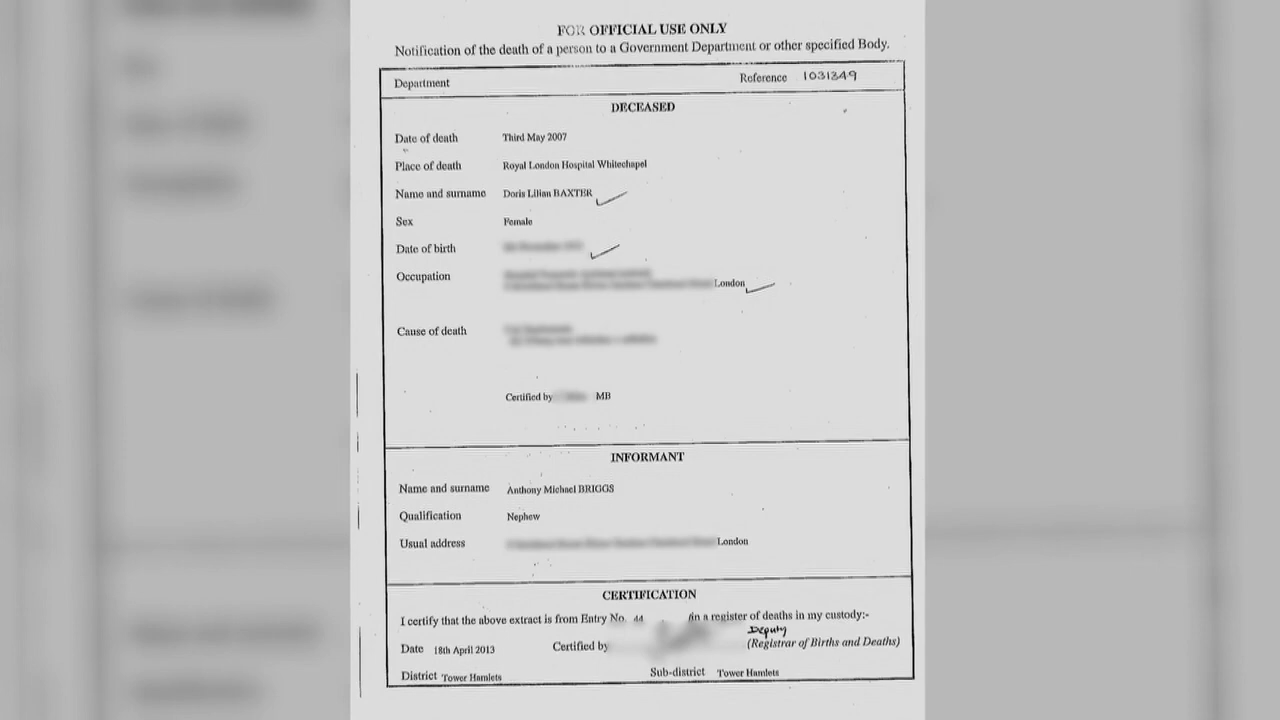 FOR OFFICIAL USE ONLY
Notification of the death of a person to a Government Department or other specified Body.
Department Reference 1031349
DECEASED
Date of death Third May 2007
Place of death Royal London Hospital Whitechapel
Name and surname Doris Lilian BAXTER
Sex Female
Date of birth
Occupation
London
Cause of death
Certified by MB
INFORMANT
Name and surname Anthony Michael BRIGGS
Qualification Nephew
Usual address London
CERTIFICATION
I certify that the above extract is from Entry No. 44 in a register of deaths in my custody:-
Deputy
Date 18th April 2013 Certified by (Registrar of Births and Deaths)
District Tower Hamlets Sub-district Tower Hamlets